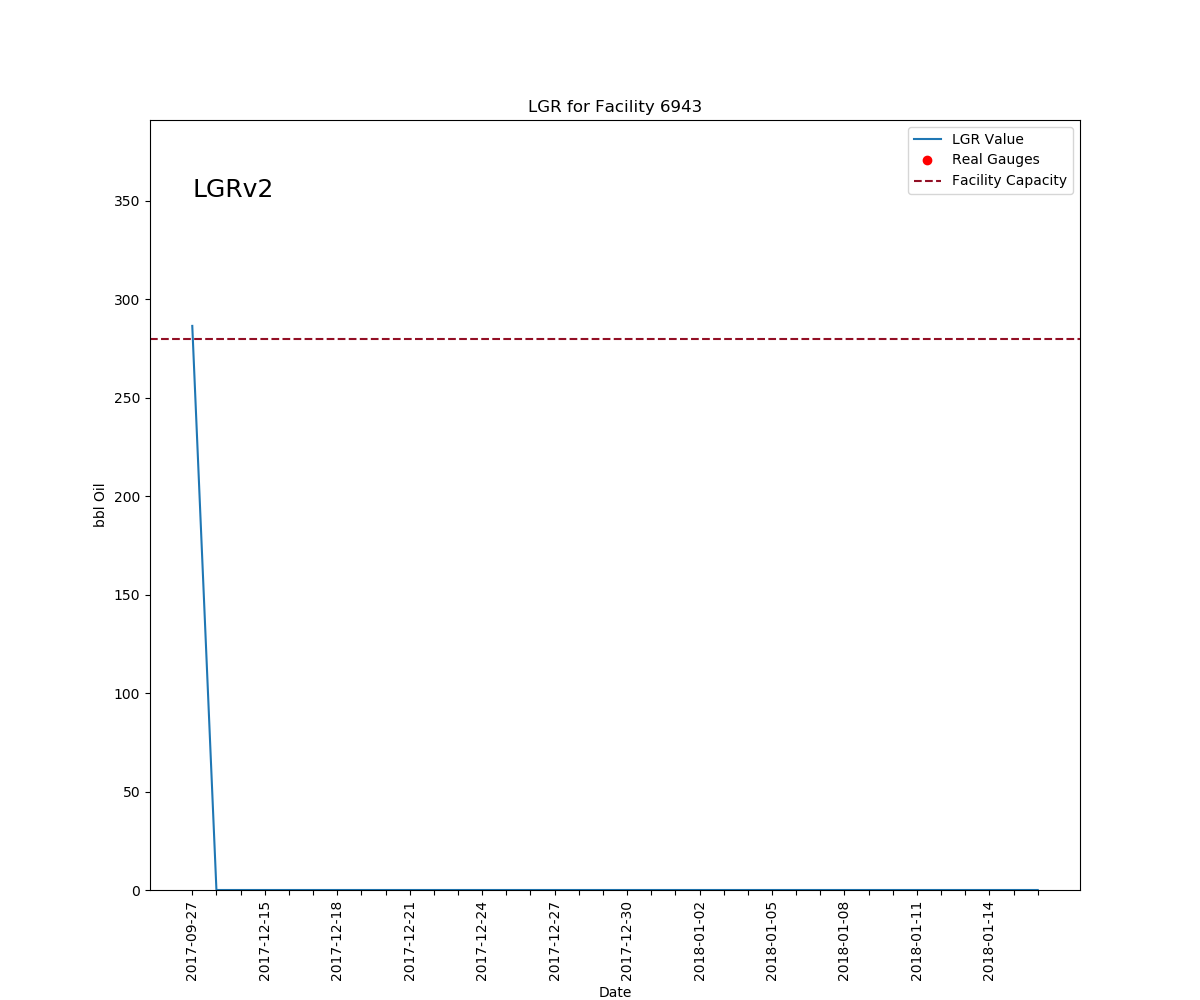 LGR for Facility 6943
LGR Value
Real Gauges
Facility Capacity
LGRv2
350
300
250
200
150
100
50
0
bbl Oil
2017-09-27
2017-12-15
2017-12-18
2017-12-21
2017-12-24
2017-12-27
2017-12-30
2018-01-02
2018-01-05
2018-01-08
2018-01-11
2018-01-14
Date